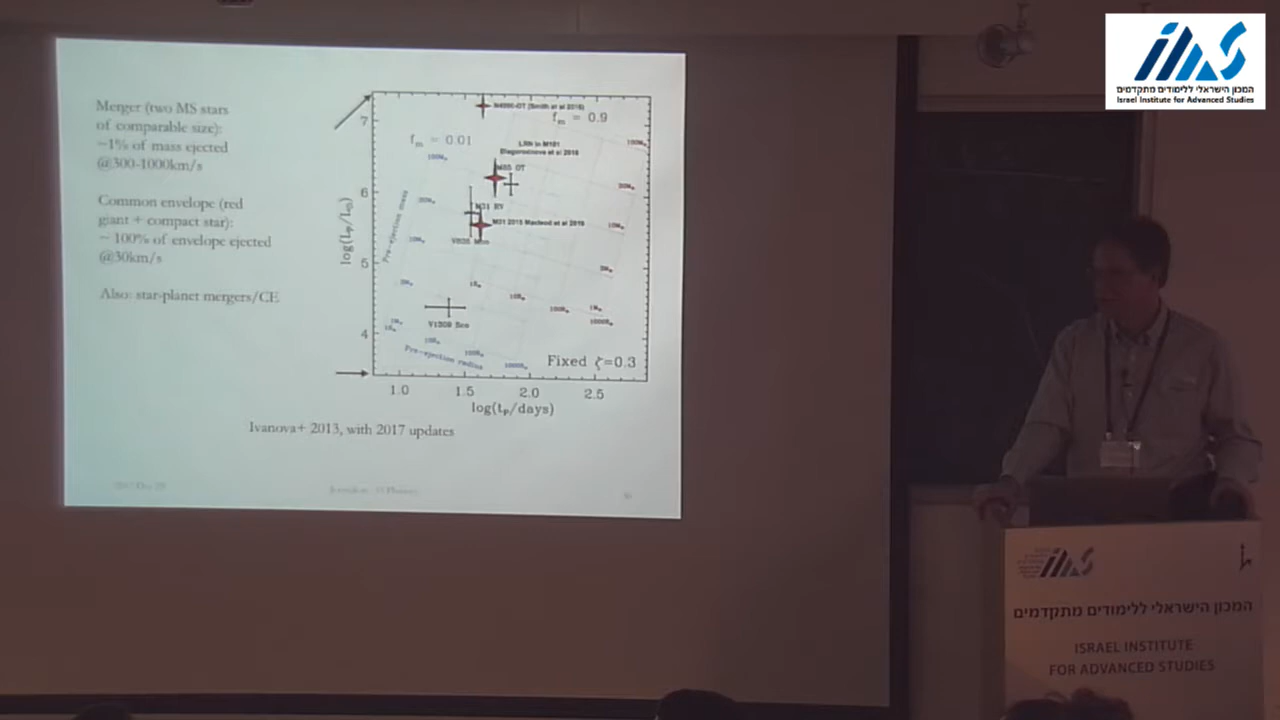 Merger (two MS stars
of comparable size):
~1% of mass ejected
@300-1000km/s
Common envelope (red
giant + compact star):
~ 100% of envelope ejected
@30km/s
Also: star-planet mergers/CE
N4990-OT (Smith et al 2016)
f_m = 0.9
f_m = 0.01
LRN in M101
Blagorodnova et al 2016
M85 OT
M31 RV
M31 2015 Macleod et al 2016
V838 Mon
V1309 Sco
Pre-ejection mass
Pre-ejection radius
Fixed ζ=0.3
log(L_P/L_⊙)
7
6
5
4
1.0 1.5 2.0 2.5
log(t_P/days)
Ivanova+ 2013, with 2017 updates
IIAS
המכון הישראלי ללימודים מתקדמים
Israel Institute for Advanced Studies
IIAS
המכון הישראלי ללימודים מתקדמים
ISRAEL INSTITUTE
FOR ADVANCED STUDIES